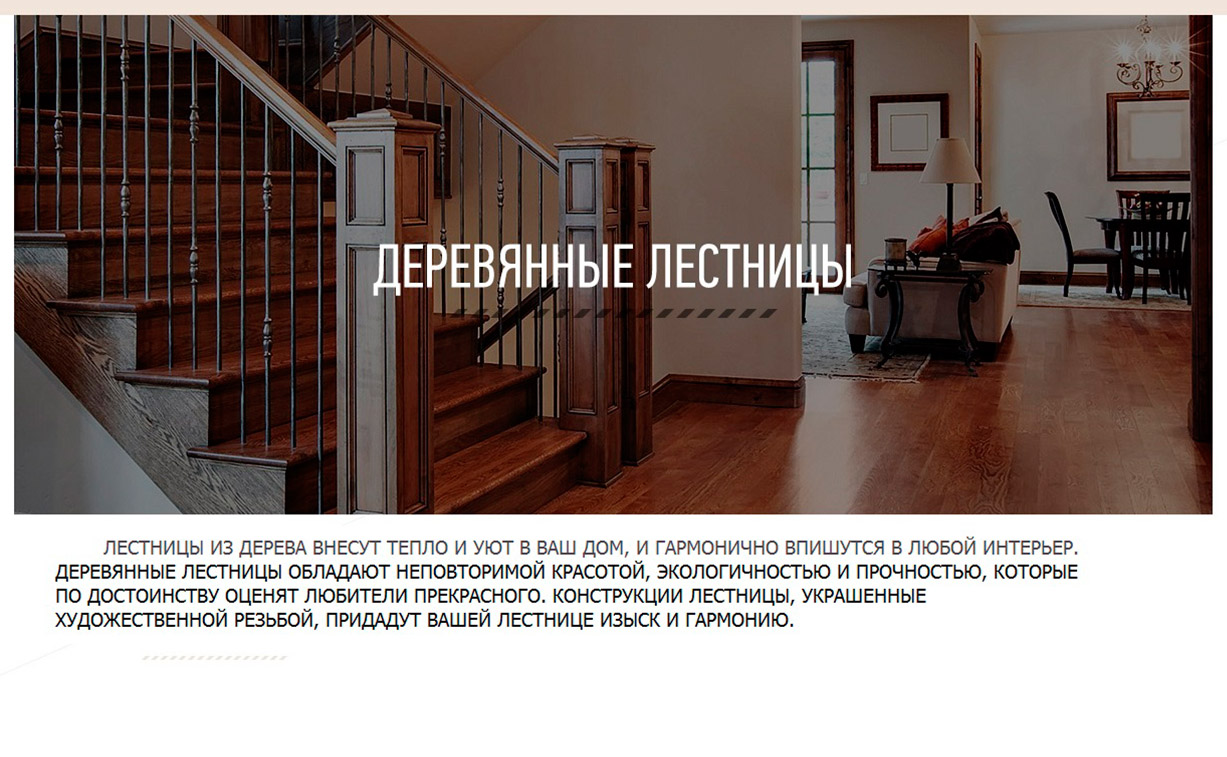 ДЕРЕВЯННЫЕ ЛЕСТНИЦЫ
ЛЕСТНИЦЫ ИЗ ДЕРЕВА ВНЕСУТ ТЕПЛО И УЮТ В ВАШ ДОМ, И ГАРМОНИЧНО ВПИШУТСЯ В ЛЮБОЙ ИНТЕРЬЕР.
ДЕРЕВЯННЫЕ ЛЕСТНИЦЫ ОБЛАДАЮТ НЕПОВТОРИМОЙ КРАСОТОЙ, ЭКОЛОГИЧНОСТЬЮ И ПРОЧНОСТЬЮ, КОТОРЫЕ
ПО ДОСТОИНСТВУ ОЦЕНЯТ ЛЮБИТЕЛИ ПРЕКРАСНОГО. КОНСТРУКЦИИ ЛЕСТНИЦЫ, УКРАШЕННЫЕ
ХУДОЖЕСТВЕННОЙ РЕЗЬБОЙ, ПРИДАДУТ ВАШЕЙ ЛЕСТНИЦЕ ИЗЫСК И ГАРМОНИЮ.